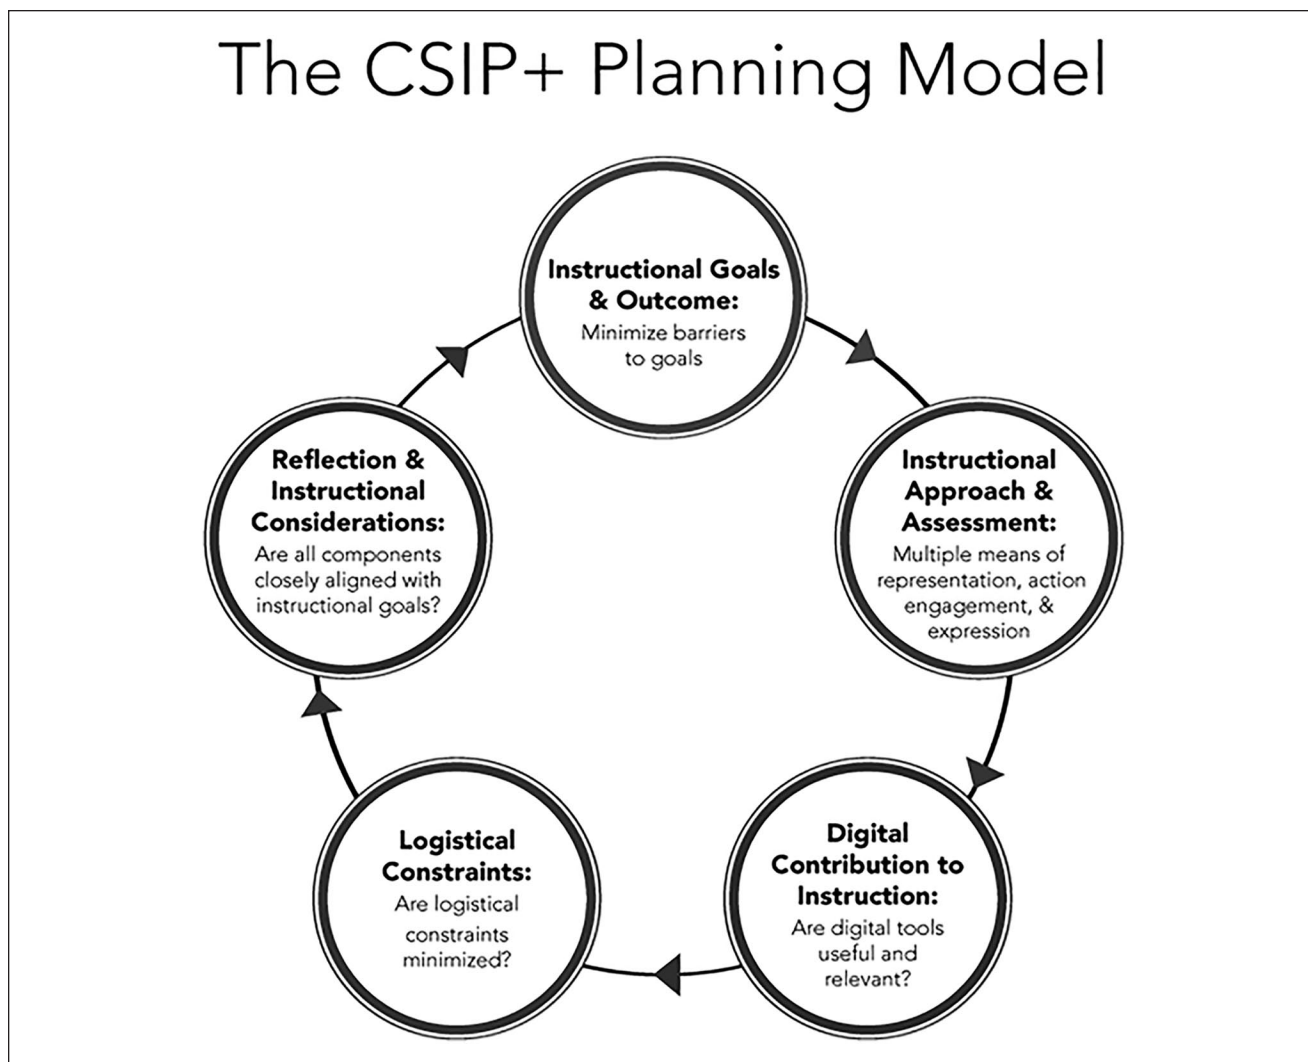 The CSIP+ Planning Model
Instructional Goals
& Outcome:
Minimize barriers
to goals
Instructional
Approach &
Assessment:
Multiple means of
representation, action
engagement, &
expression
Digital
Contribution to
Instruction:
Are digital tools
useful and
relevant?
Logistical
Constraints:
Are logistical
constraints
minimized?
Reflection &
Instructional
Considerations:
Are all components
closely aligned with
instructional goals?